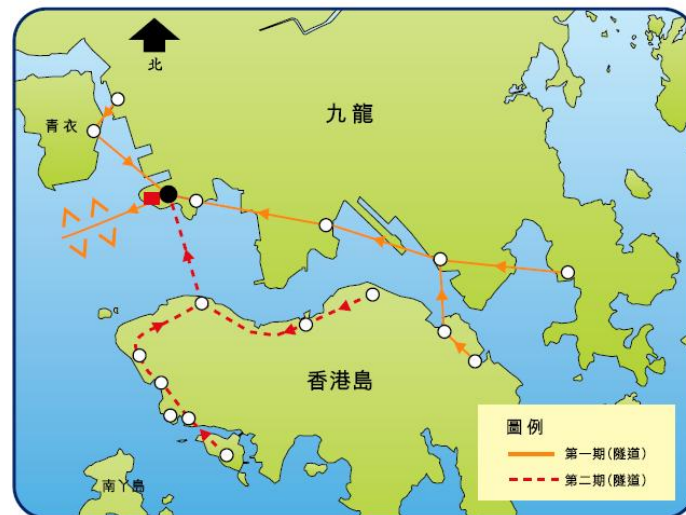 北
青衣
九龍
香港島
南丫島
圖例
第一期(隧道)
第二期(隧道)